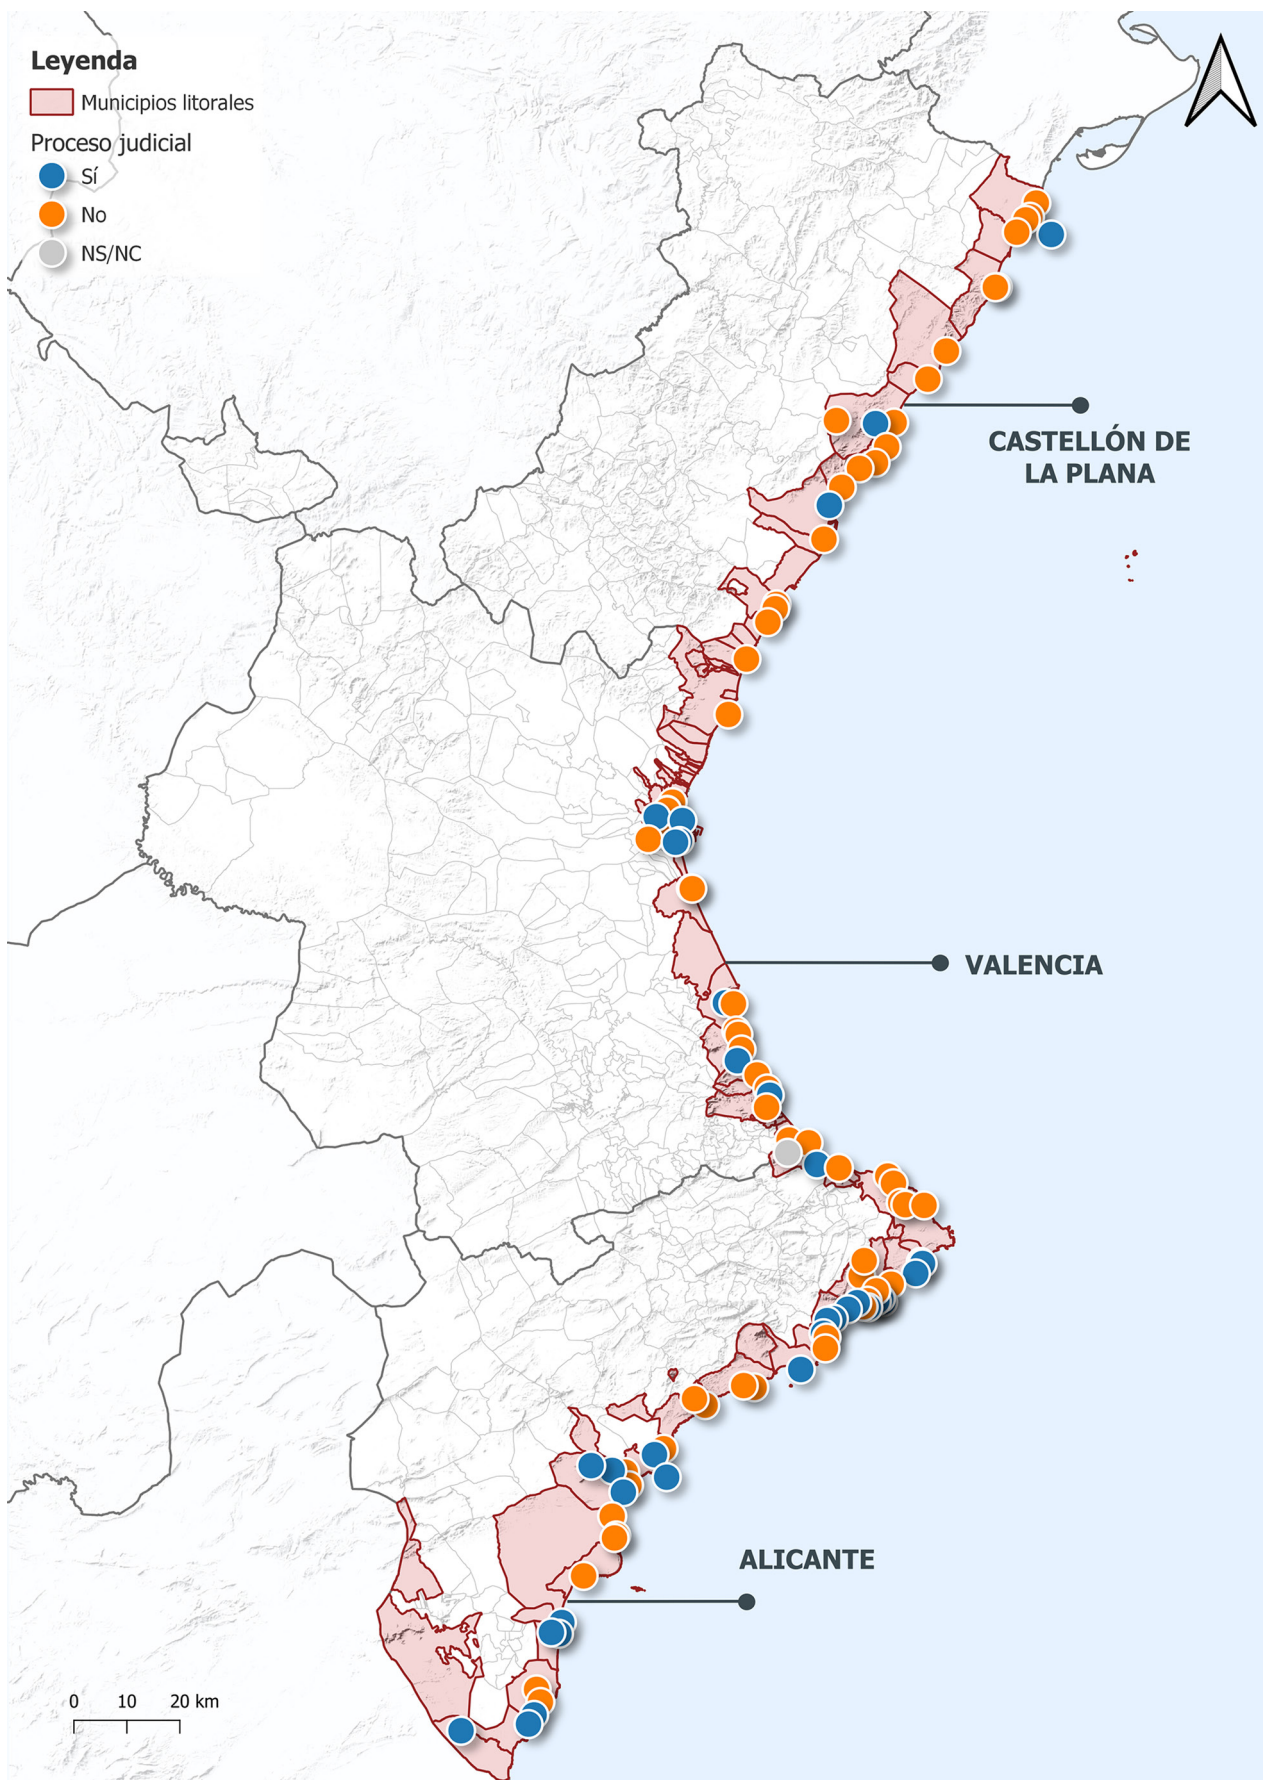 Leyenda
Municipios litorales
Proceso judicial
Sí
No
NS/NC
CASTELLÓN DE
LA PLANA
VALENCIA
ALICANTE
0 10 20 km